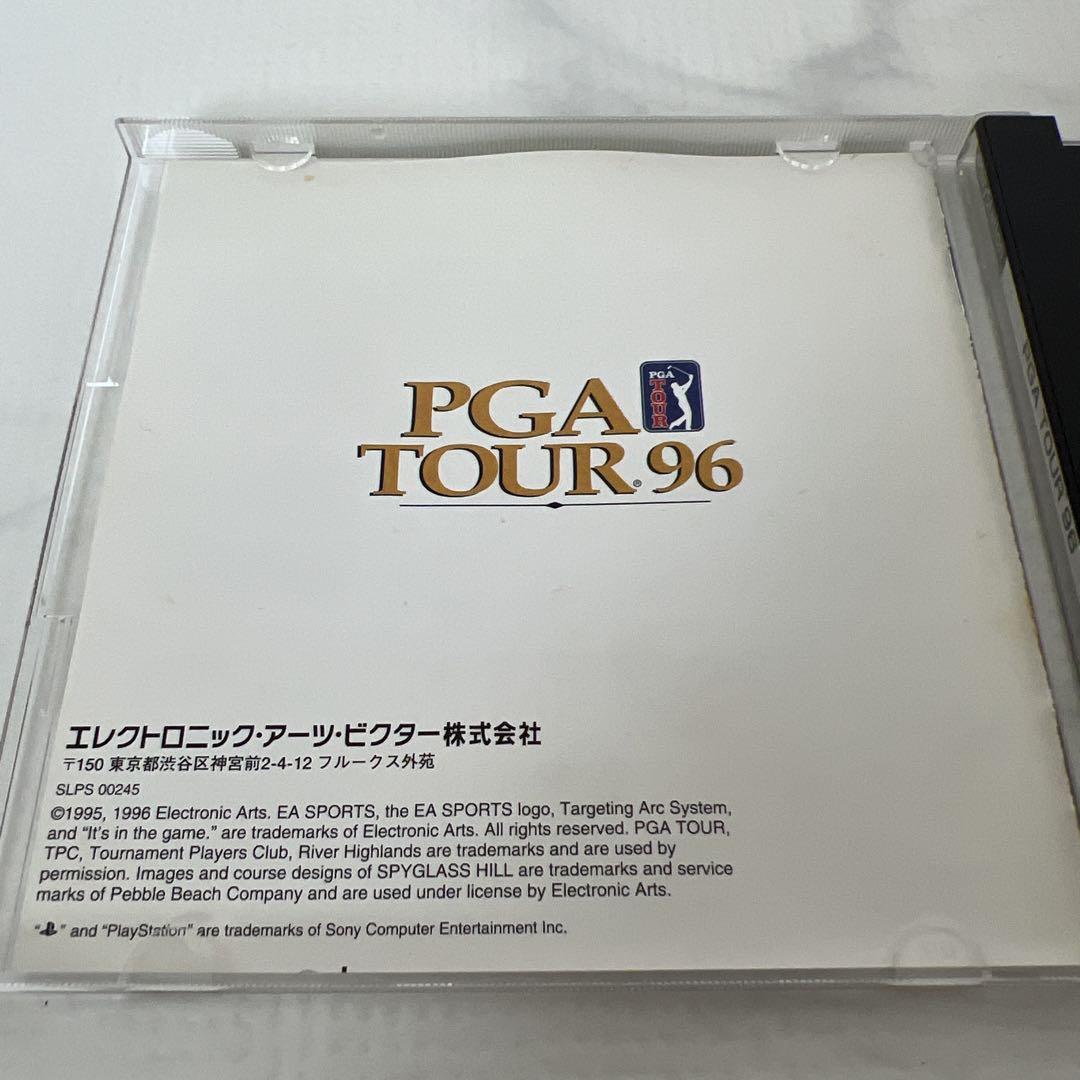 PGA
PGA
TOUR
TOUR® 96
エレクトロニック・アーツ・ビクター株式会社
〒150 東京都渋谷区神宮前2-4-12 フルークス外苑
SLPS 00245
©1995, 1996 Electronic Arts. EA SPORTS, the EA SPORTS logo, Targeting Arc System,
and “It's in the game.” are trademarks of Electronic Arts. All rights reserved. PGA TOUR,
TPC, Tournament Players Club, River Highlands are trademarks and are used by
permission. Images and course designs of SPYGLASS HILL are trademarks and service
marks of Pebble Beach Company and are used under license by Electronic Arts.
“ ” and “PlayStation” are trademarks of Sony Computer Entertainment Inc.
PGA TOUR 96